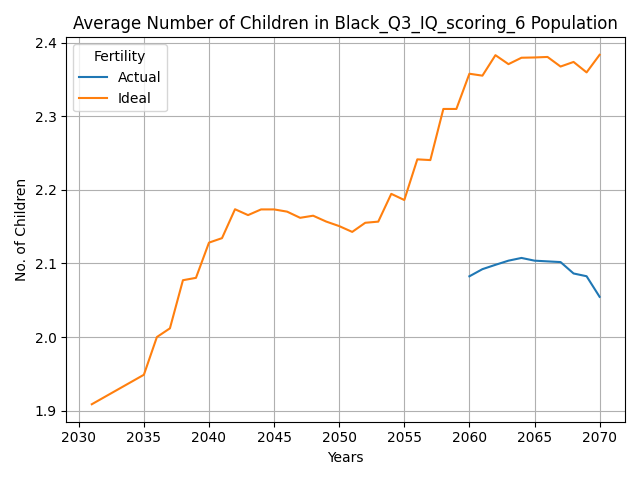 Average Number of Children in Black_Q3_IQ_scoring_6 Population
2.4
2.3
2.2
2.1
2.0
1.9
No. of Children
Fertility
Actual
Ideal
2030
2035
2040
2045
2050
2055
2060
2065
2070
Years